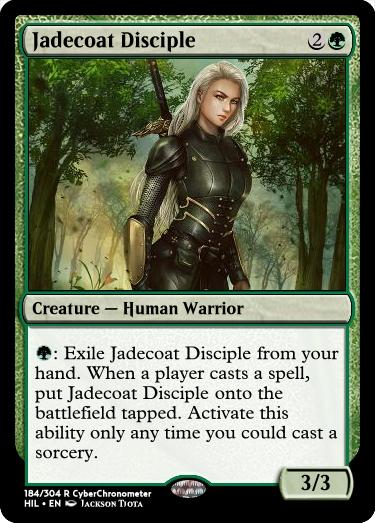 Jadecoat Disciple 2
Creature — Human Warrior
: Exile Jadecoat Disciple from your
hand. When a player casts a spell,
put Jadecoat Disciple onto the
battlefield tapped. Activate this
ability only any time you could cast a
sorcery.
3/3
184/304 R CyberChronometer
HIL • EN Jackson Tjota